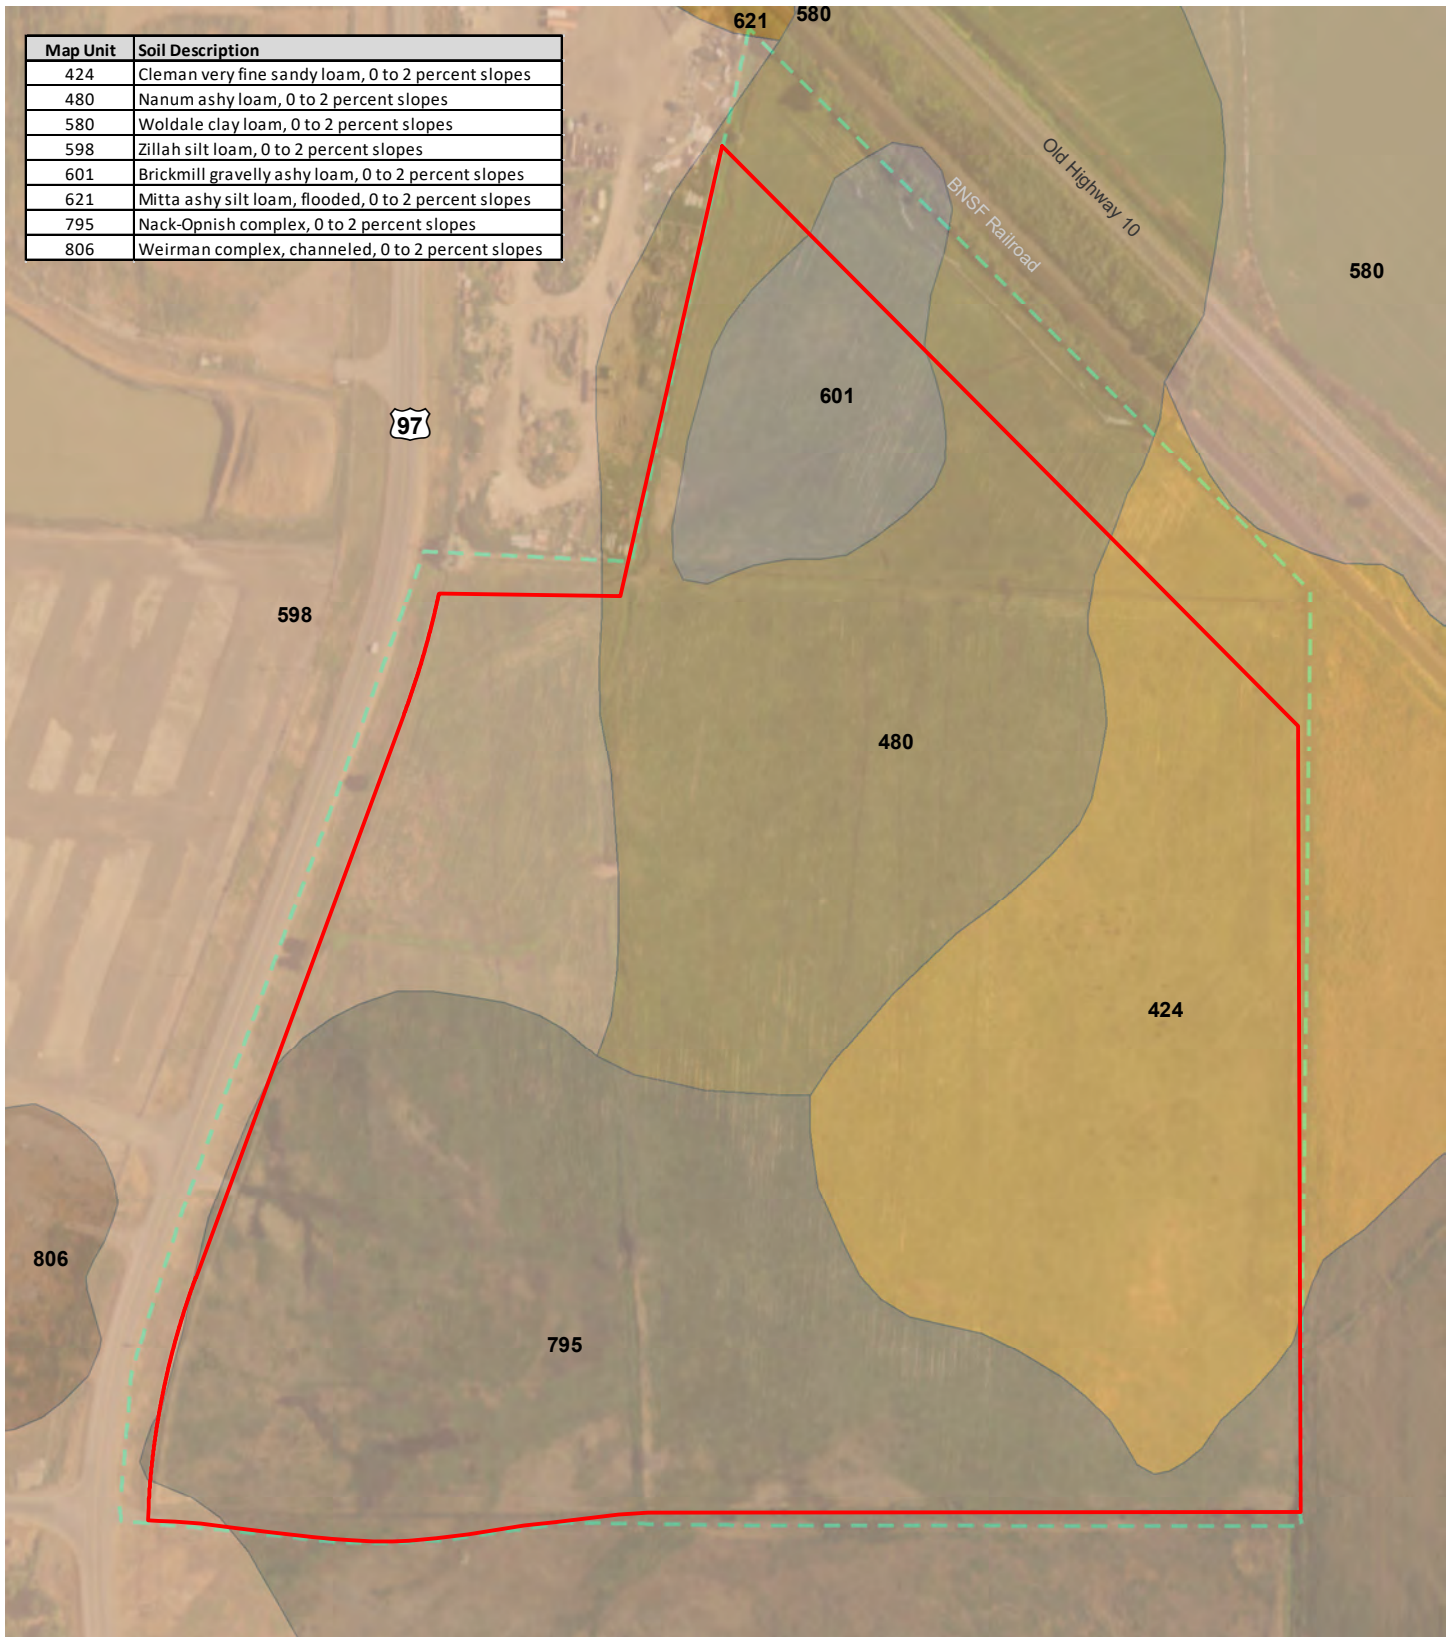 621
580
Map Unit Soil Description
424 Cleman very fine sandy loam, 0 to 2 percent slopes
480 Nanum ashy loam, 0 to 2 percent slopes
580 Woldale clay loam, 0 to 2 percent slopes
598 Zillah silt loam, 0 to 2 percent slopes
601 Brickmill gravelly ashy loam, 0 to 2 percent slopes
621 Mitta ashy silt loam, flooded, 0 to 2 percent slopes
795 Nack-Opnish complex, 0 to 2 percent slopes
806 Weirman complex, channeled, 0 to 2 percent slopes
Old Highway 10
BNSF Railroad
580
601
97
598
480
424
806
795